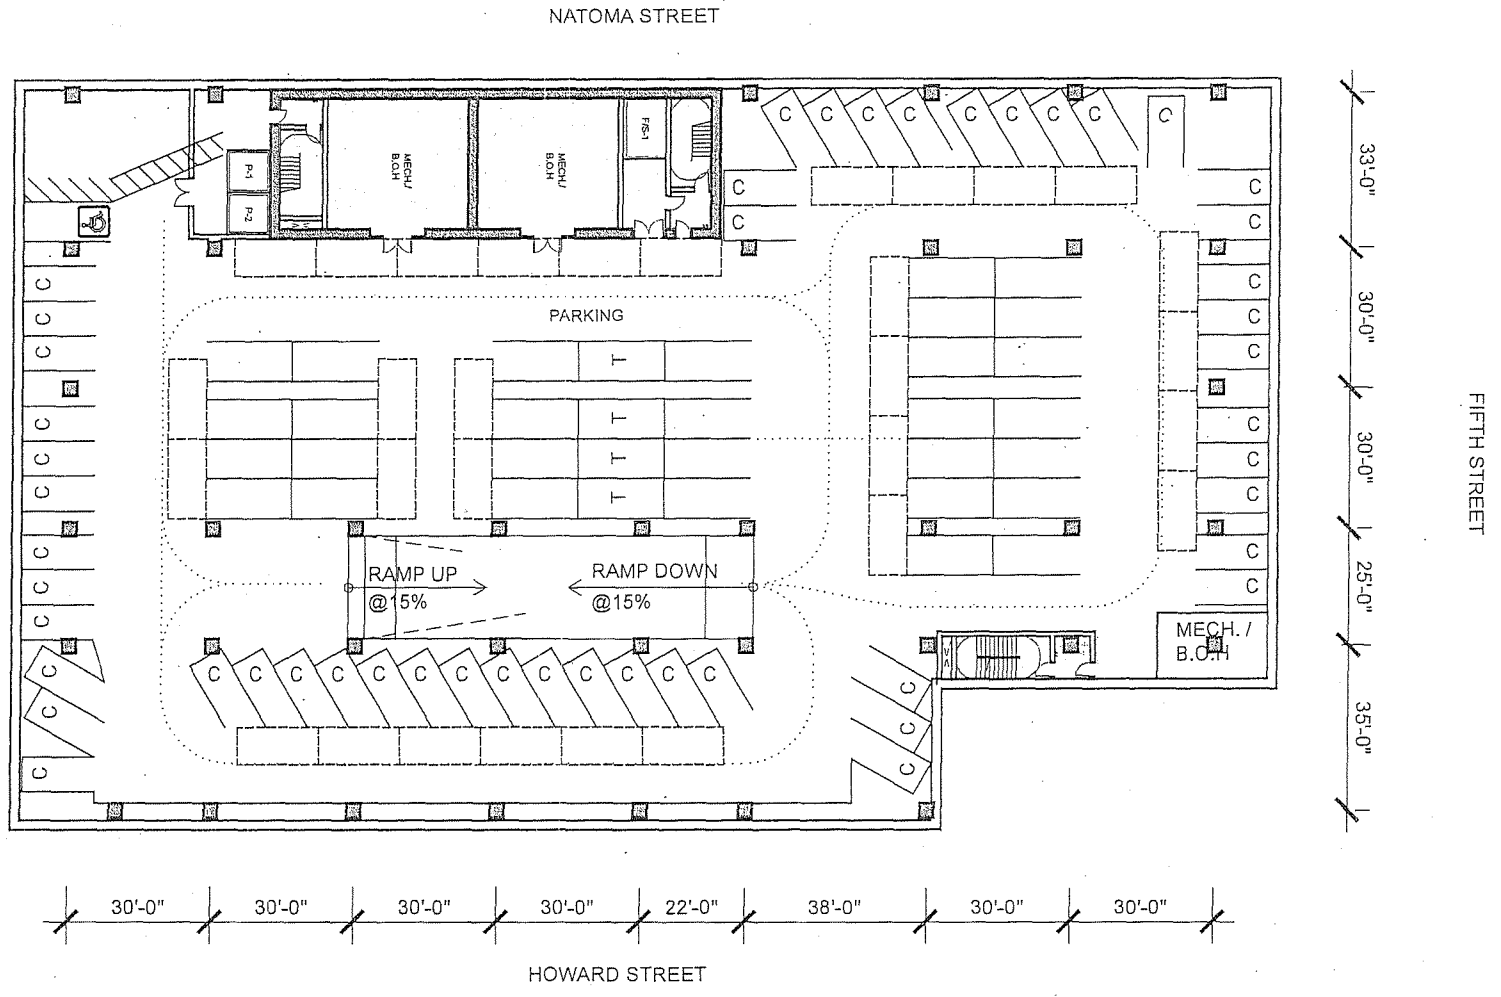 NATOMA STREET
C C C C C C C C C
F/S-1
MECH./
B.O.H
MECH./
B.O.H
P-1
P-2
C C
C C
33'-0"
C C
C C
C C
30'-0"
PARKING
T
T
T
T
C C
C C
C C
30'-0"
FIFTH STREET
C C
C C
C
RAMP UP
@15%
RAMP DOWN
@15%
25'-0"
MECH. /
B.O.H
C C C C C C C C C C C C C
C
C
C
C
C
C
35'-0"
30'-0" 30'-0" 30'-0" 30'-0" 22'-0" 38'-0" 30'-0" 30'-0"
HOWARD STREET